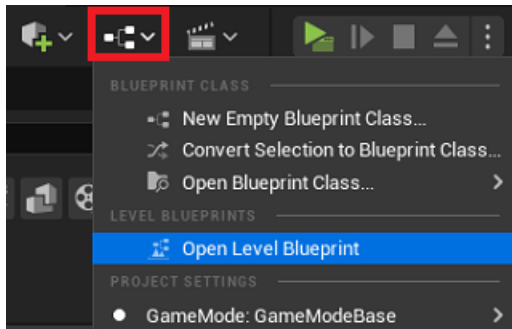 BLUEPRINT CLASS
New Empty Blueprint Class...
Convert Selection to Blueprint Class...
Open Blueprint Class...
LEVEL BLUEPRINTS
Open Level Blueprint
PROJECT SETTINGS
GameMode: GameModeBase